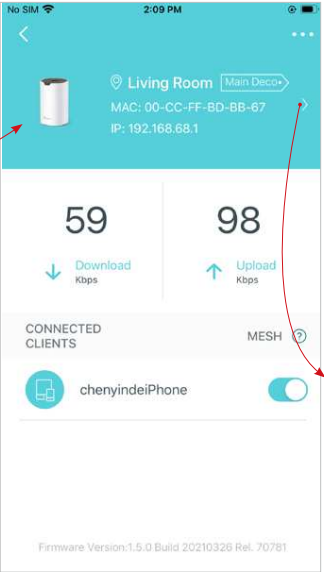 No SIM 2:09 PM
Living Room Main Deco
MAC: 00-CC-FF-BD-BB-67
IP: 192.168.68.1
59 98
Download Upload
Kbps Kbps
CONNECTED
CLIENTS
MESH ?
chenyindeiPhone
Firmware Version:1.5.0 Build 20210326 Rel. 70781